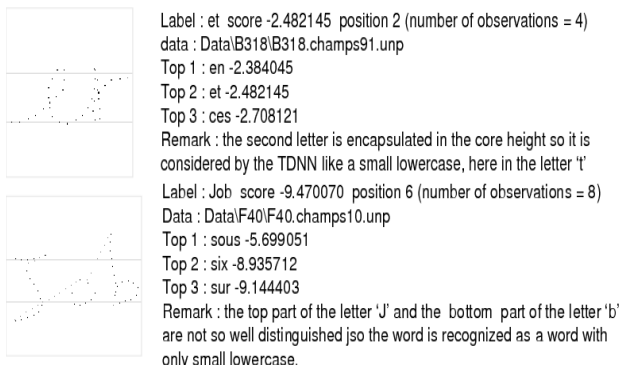 Label : et score -2.482145 position 2 (number of observations = 4)
data : Data\B318\B318.champs91.unp
Top 1 : en -2.384045
Top 2 : et -2.482145
Top 3 : ces -2.708121
Remark : the second letter is encapsulated in the core height so it is
considered by the TDNN like a small lowercase, here in the letter ‘t’
Label : Job score -9.470070 position 6 (number of observations = 8)
Data : Data\F40\F40.champs10.unp
Top 1 : sous -5.699051
Top 2 : six -8.935712
Top 3 : sur -9.144403
Remark : the top part of the letter ‘J’ and the bottom part of the letter ‘b’
are not so well distinguished jso the word is recognized as a word with
only small lowercase.